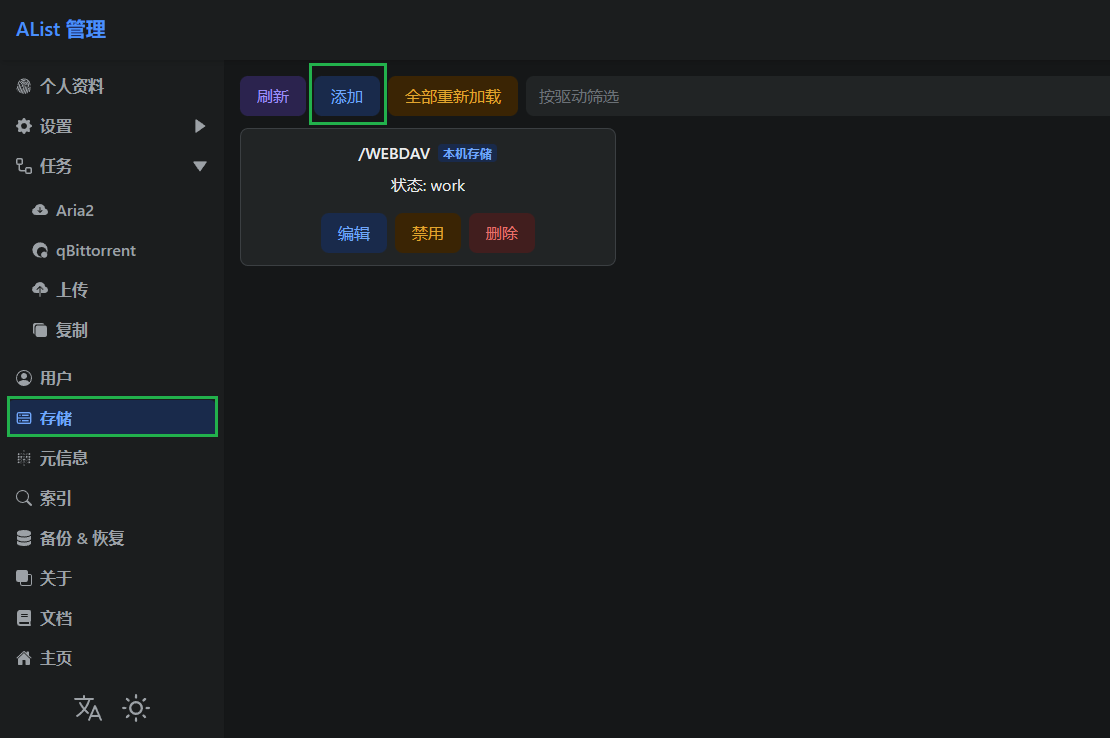 AList 管理
个人资料
设置
任务
Aria2
qBittorrent
上传
复制
用户
存储
元信息
索引
备份 & 恢复
关于
文档
主页
刷新 添加 全部重新加载 按驱动筛选
/WEBDAV 本机存储
状态: work
编辑 禁用 删除